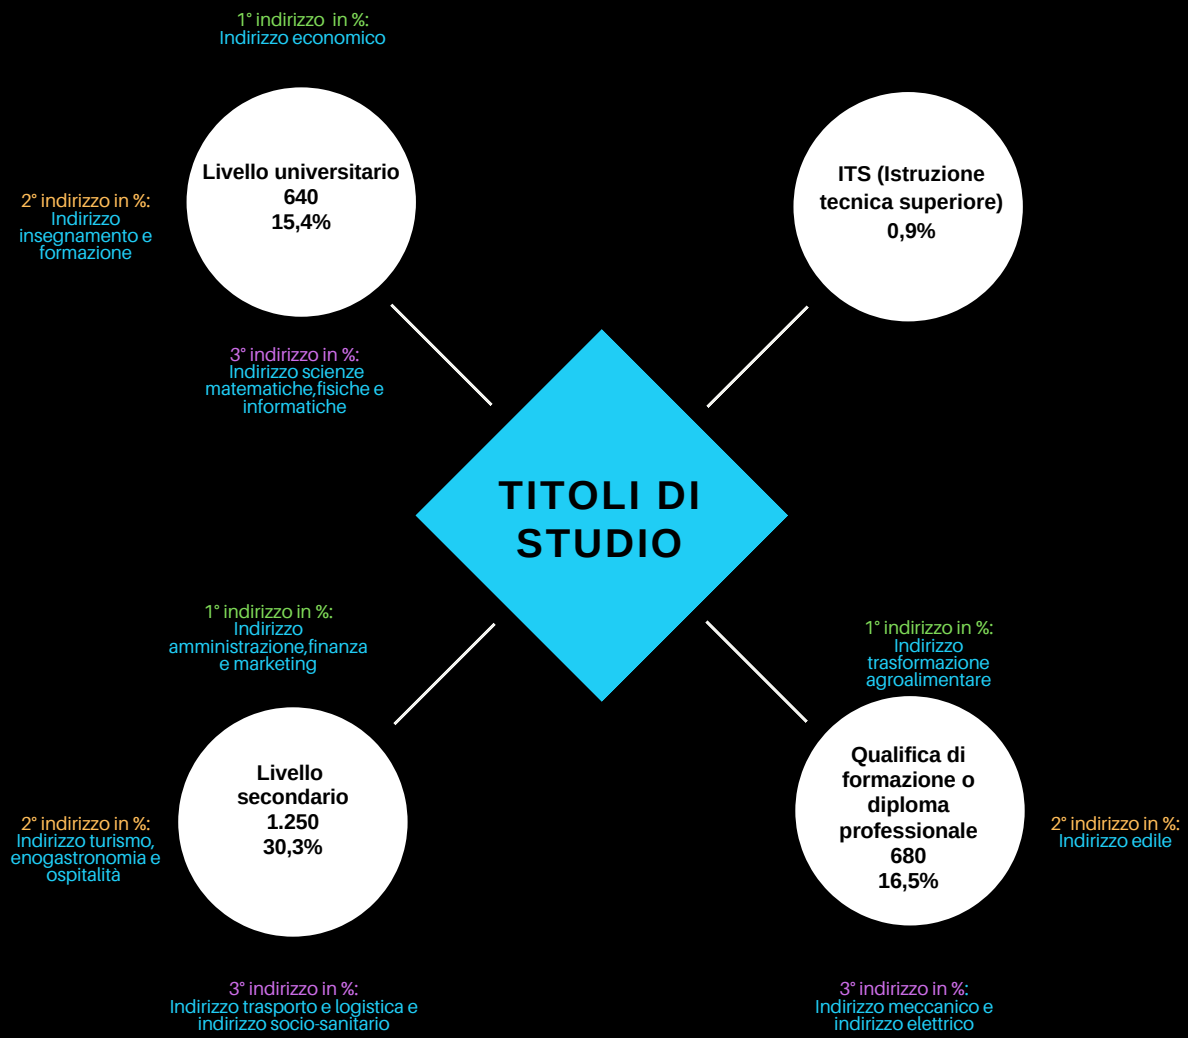 1° indirizzo  in %:
Indirizzo economico
Livello universitario
640
15,4%
2° indirizzo in %:
Indirizzo
insegnamento e
formazione
3° indirizzo in %:
Indirizzo scienze
matematiche,fisiche e
informatiche
ITS (Istruzione
tecnica superiore)
0,9%
TITOLI DI
STUDIO
1° indirizzo in %:
Indirizzo
amministrazione,finanza
e marketing
Livello
secondario
1.250
30,3%
2° indirizzo in %:
Indirizzo turismo,
enogastronomia e
ospitalità
3° indirizzo in %:
Indirizzo trasporto e logistica e
indirizzo socio-sanitario
1° indirizzo in %:
Indirizzo
trasformazione
agroalimentare
Qualifica di
formazione o
diploma
professionale
680
16,5%
2° indirizzo in %:
Indirizzo edile
3° indirizzo in %:
Indirizzo meccanico e
indirizzo elettrico